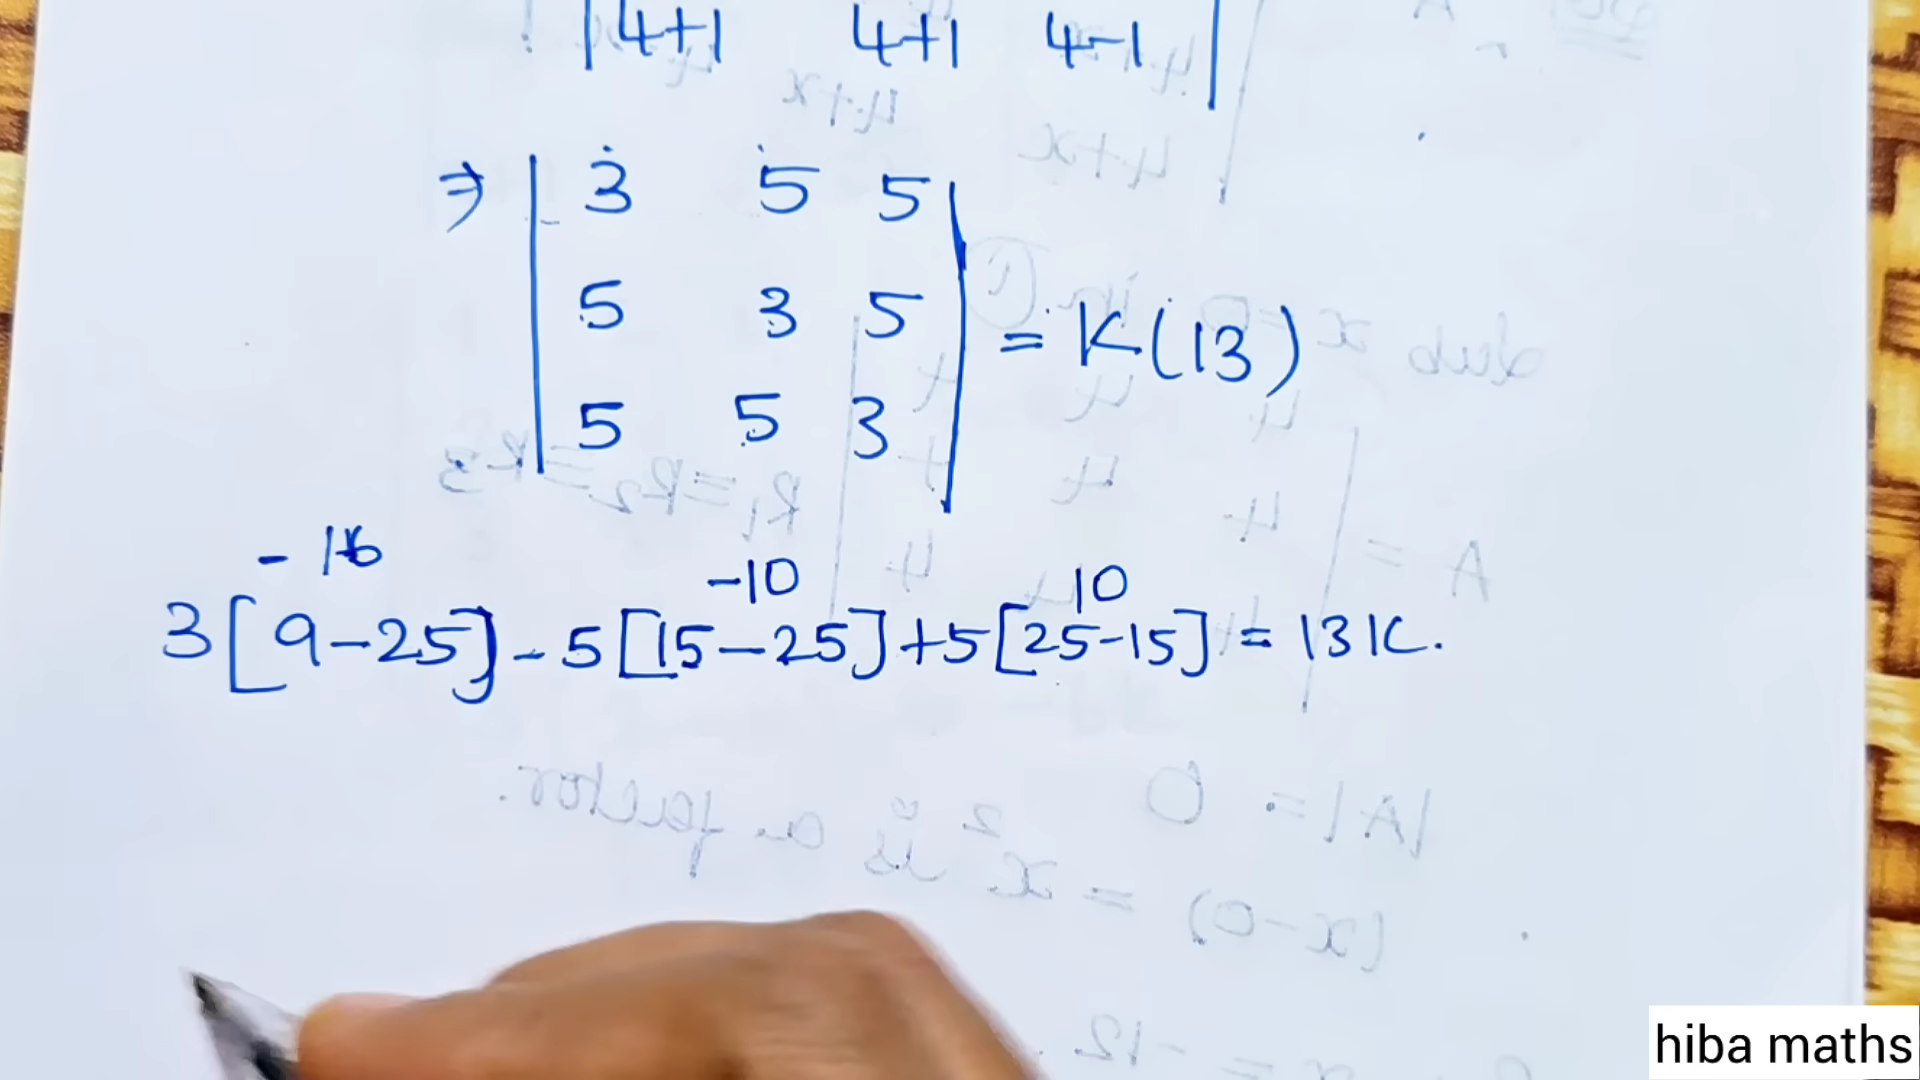 4+1 4+1 4-1
⇒ | 3 5 5 |
| 5 3 5 | = K(13)
| 5 5 3 |
-16 -10 10
3[9-25]-5[15-25]+5[25-15] = 13K.
hiba maths